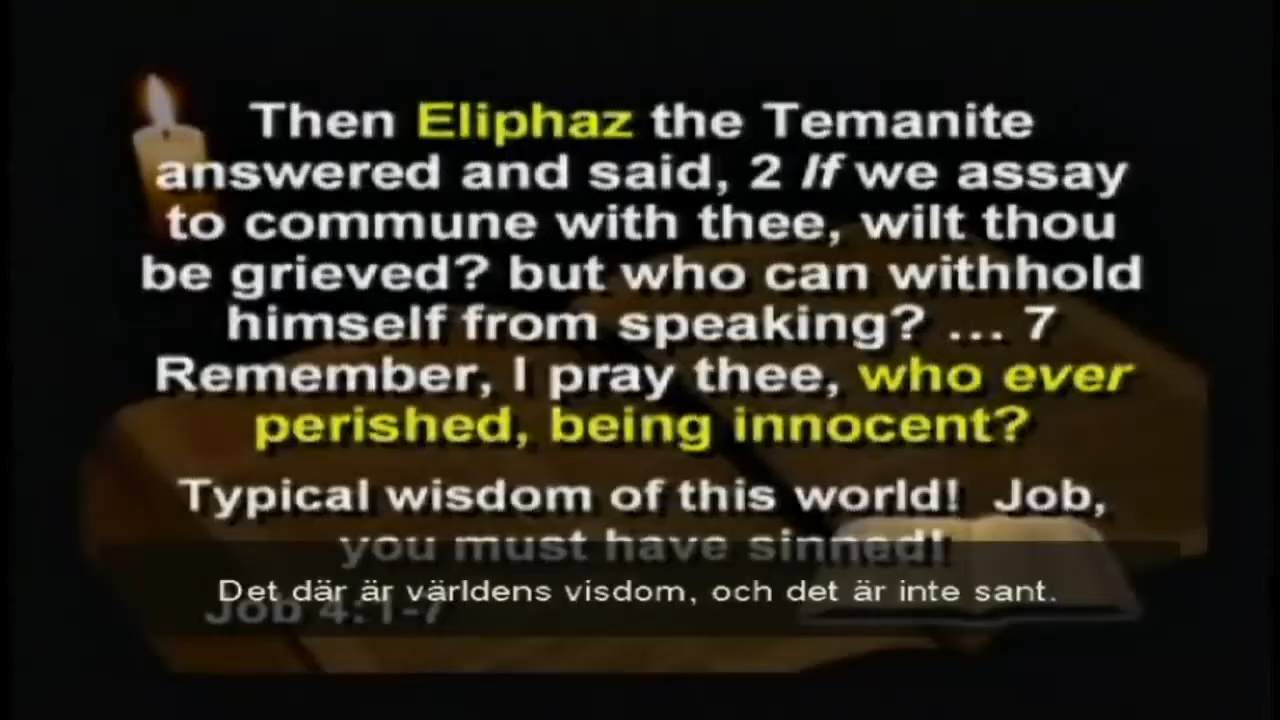 Then Eliphaz the Temanite
answered and said, 2 If we assay
to commune with thee, wilt thou
be grieved? but who can withhold
himself from speaking? ... 7
Remember, I pray thee, who ever
perished, being innocent?
Typical wisdom of this world! Job,
you must have sinned!
Det där är världens visdom, och det är inte sant.
Job 4:1-7